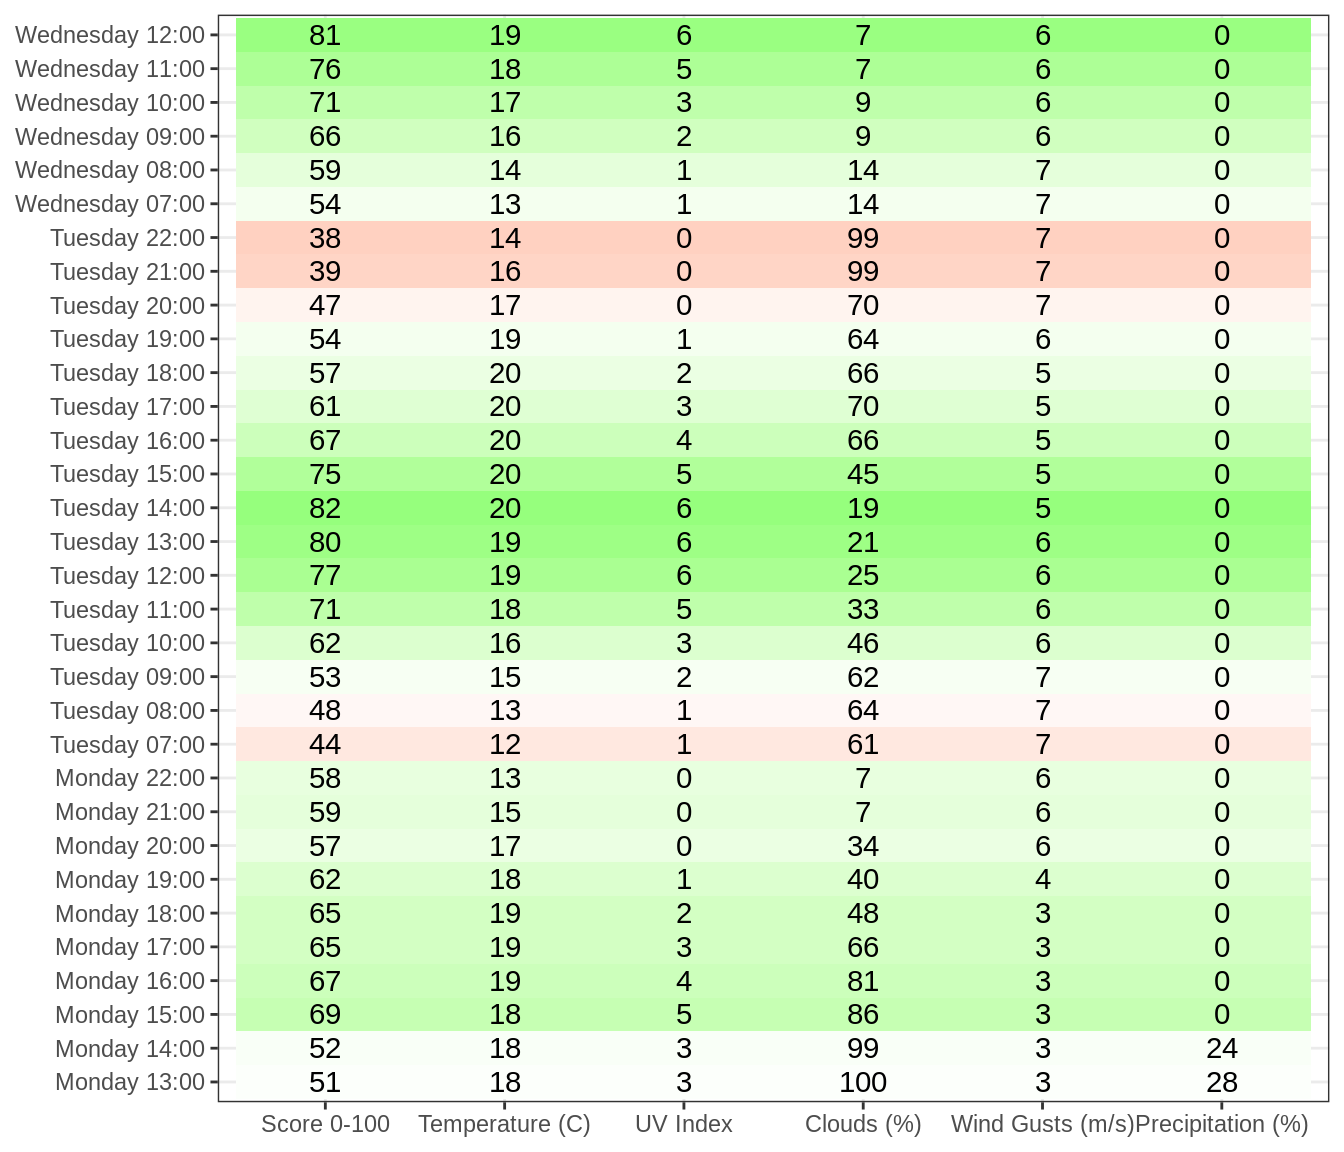 Wednesday 12:00 81 19 6 7 6 0
Wednesday 11:00 76 18 5 7 6 0
Wednesday 10:00 71 17 3 9 6 0
Wednesday 09:00 66 16 2 9 6 0
Wednesday 08:00 59 14 1 14 7 0
Wednesday 07:00 54 13 1 14 7 0
Tuesday 22:00 38 14 0 99 7 0
Tuesday 21:00 39 16 0 99 7 0
Tuesday 20:00 47 17 0 70 7 0
Tuesday 19:00 54 19 1 64 6 0
Tuesday 18:00 57 20 2 66 5 0
Tuesday 17:00 61 20 3 70 5 0
Tuesday 16:00 67 20 4 66 5 0
Tuesday 15:00 75 20 5 45 5 0
Tuesday 14:00 82 20 6 19 5 0
Tuesday 13:00 80 19 6 21 6 0
Tuesday 12:00 77 19 6 25 6 0
Tuesday 11:00 71 18 5 33 6 0
Tuesday 10:00 62 16 3 46 6 0
Tuesday 09:00 53 15 2 62 7 0
Tuesday 08:00 48 13 1 64 7 0
Tuesday 07:00 44 12 1 61 7 0
Monday 22:00 58 13 0 7 6 0
Monday 21:00 59 15 0 7 6 0
Monday 20:00 57 17 0 34 6 0
Monday 19:00 62 18 1 40 4 0
Monday 18:00 65 19 2 48 3 0
Monday 17:00 65 19 3 66 3 0
Monday 16:00 67 19 4 81 3 0
Monday 15:00 69 18 5 86 3 0
Monday 14:00 52 18 3 99 3 24
Monday 13:00 51 18 3 100 3 28
Score 0-100 Temperature (C) UV Index Clouds (%) Wind Gusts (m/s) Precipitation (%)